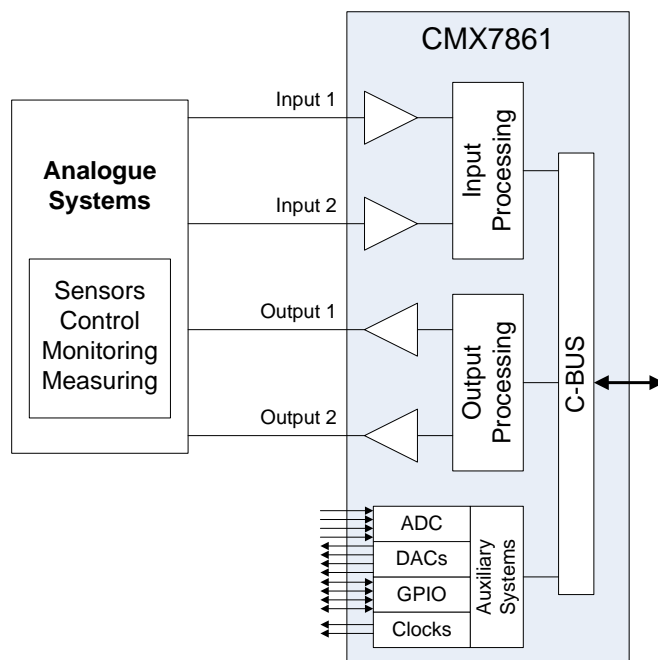 CMX7861
Analogue
Systems
Sensors
Control
Monitoring
Measuring
Input 1
Input 2
Output 1
Output 2
Input
Processing
Output
Processing
C-BUS
ADC
DACs
GPIO
Clocks
Auxiliary
Systems